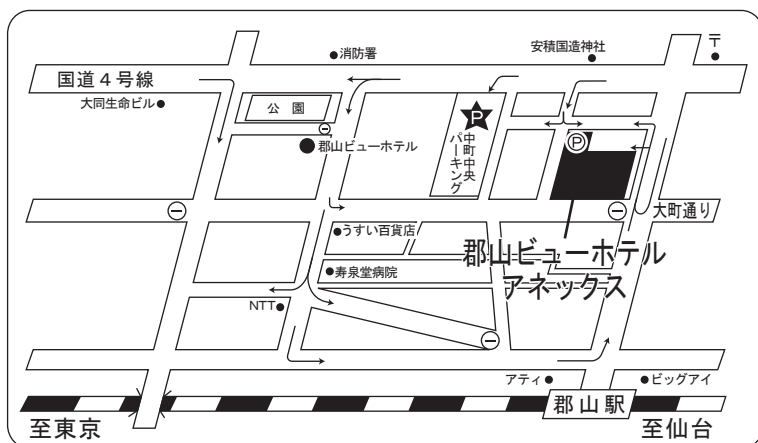 〒
消防署
安積国造神社
国道4号線
大同生命ビル
公園
P
中町中央
パーキング
P
郡山ビューホテル
大町通り
うすい百貨店
郡山ビューホテル
アネックス
寿泉堂病院
NTT
アティ
ビッグアイ
郡山駅
至東京
至仙台